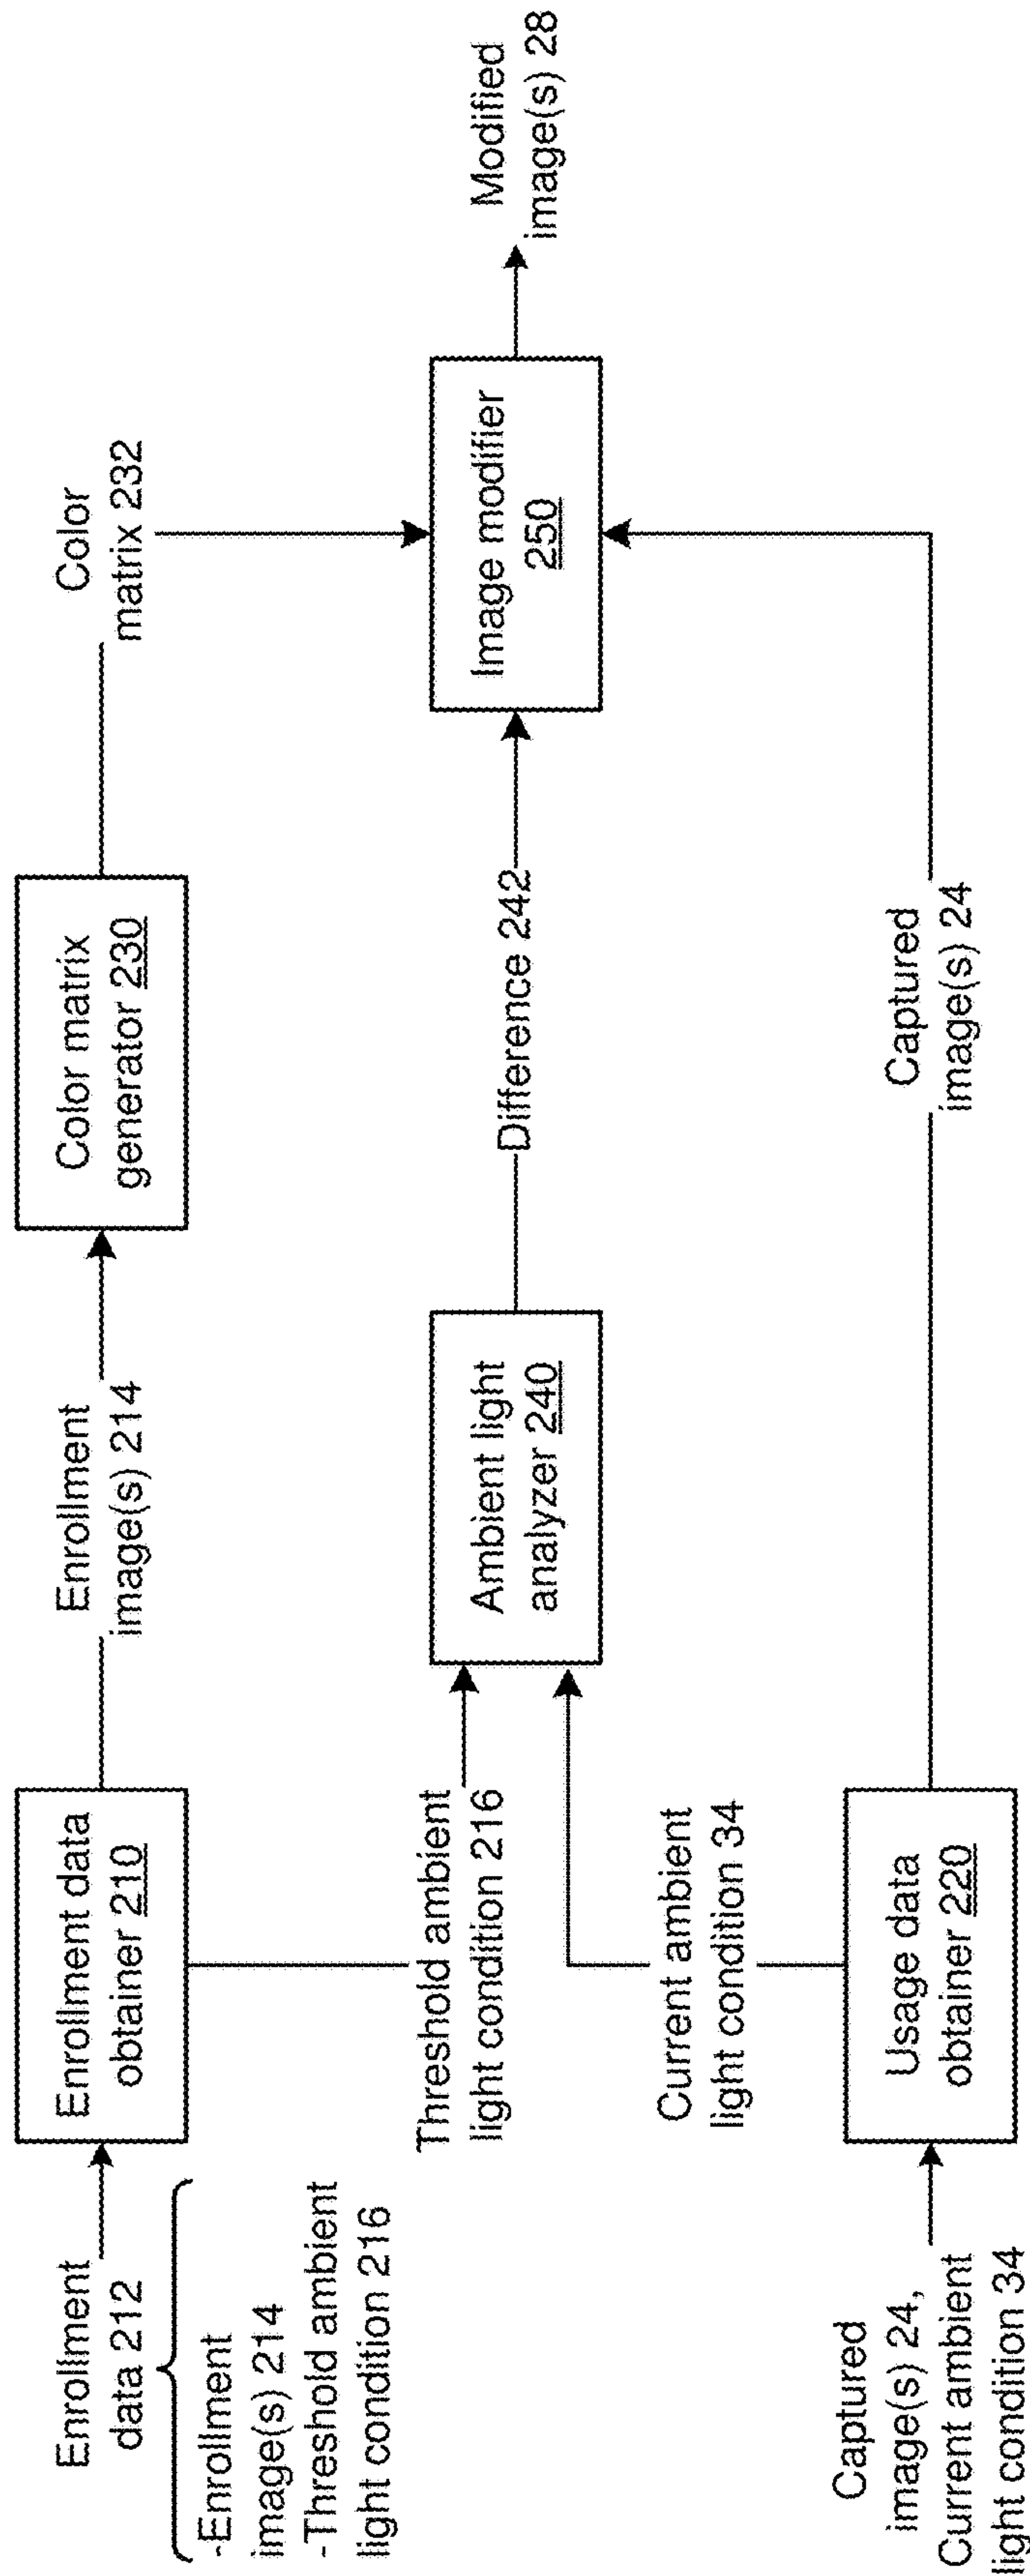 Enrollment
data 212
-Enrollment
image(s) 214
-Threshold ambient
light condition 216
Enrollment data
obtainer 210
Enrollment
image(s) 214
Color matrix
generator 230
Color
matrix 232
Threshold ambient
light condition 216
Ambient light
analyzer 240
Difference 242
Image modifier
250
Modified
image(s) 28
Current ambient
light condition 34
Captured
image(s) 24,
Current ambient
light condition 34
Usage data
obtainer 220
Captured
image(s) 24